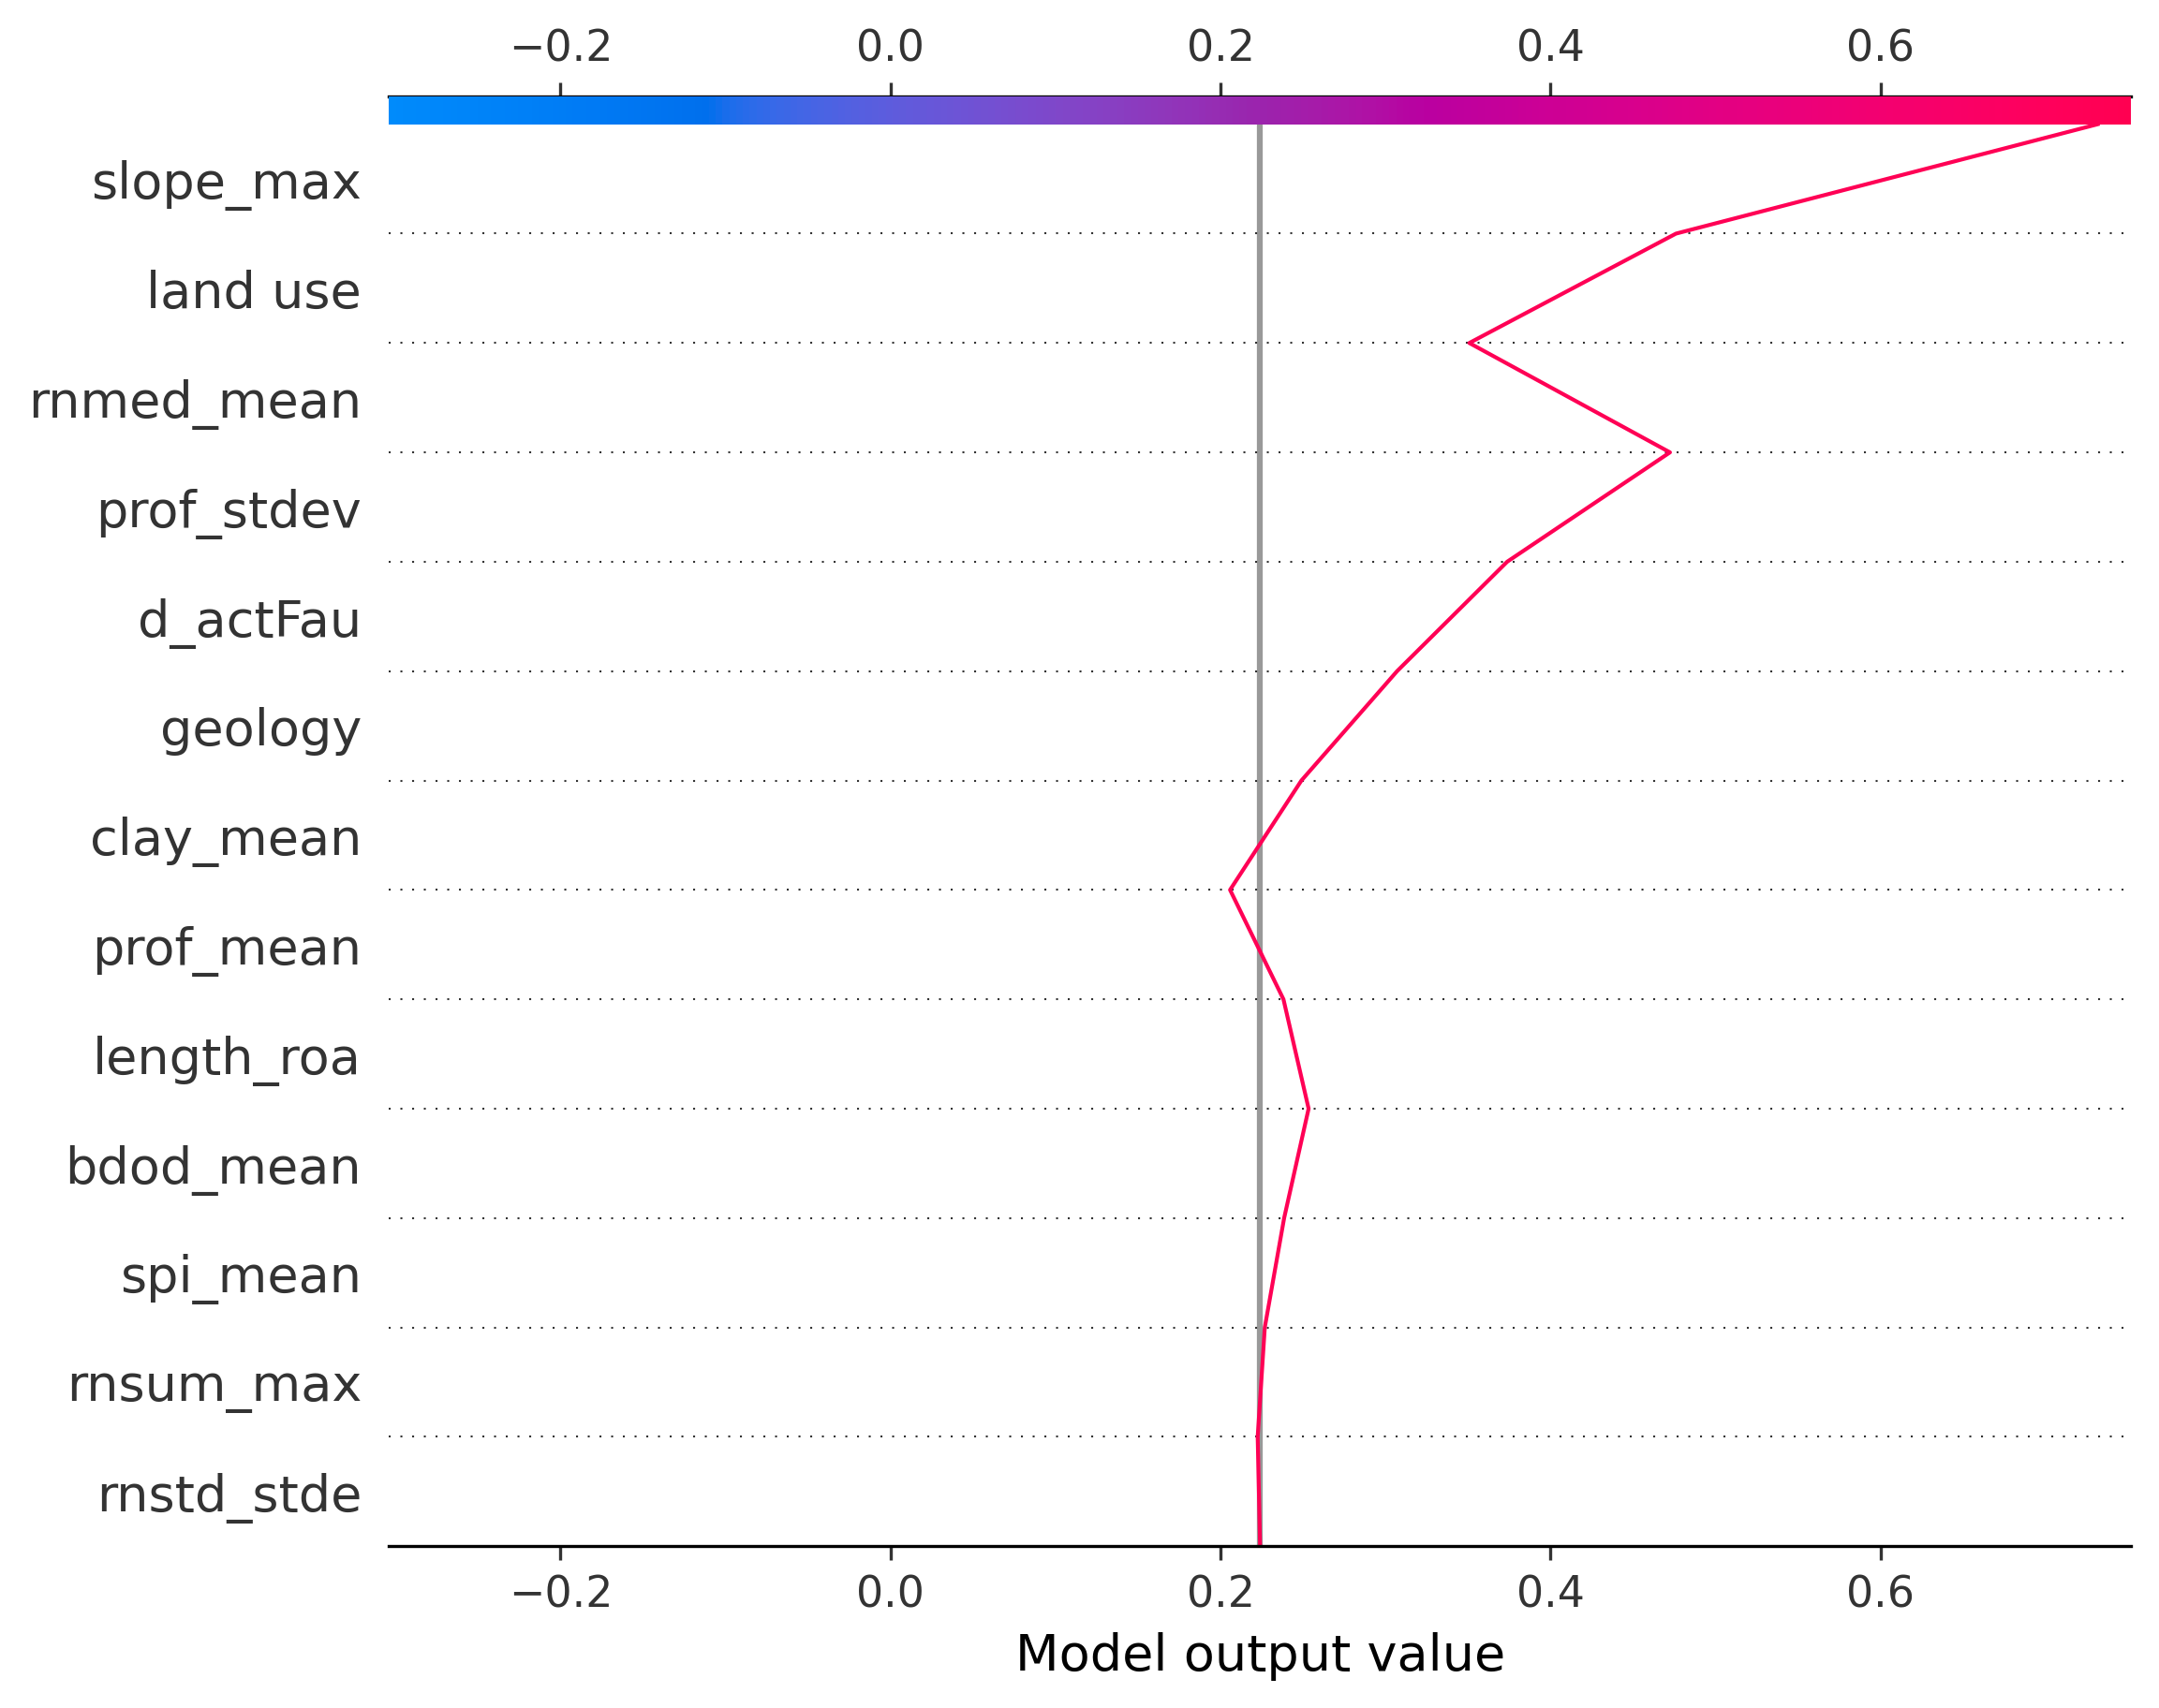 −0.2 0.0 0.2 0.4 0.6
slope_max
land use
rnmed_mean
prof_stdev
d_actFau
geology
clay_mean
prof_mean
length_roa
bdod_mean
spi_mean
rnsum_max
rnstd_stde
−0.2 0.0 0.2 0.4 0.6
Model output value